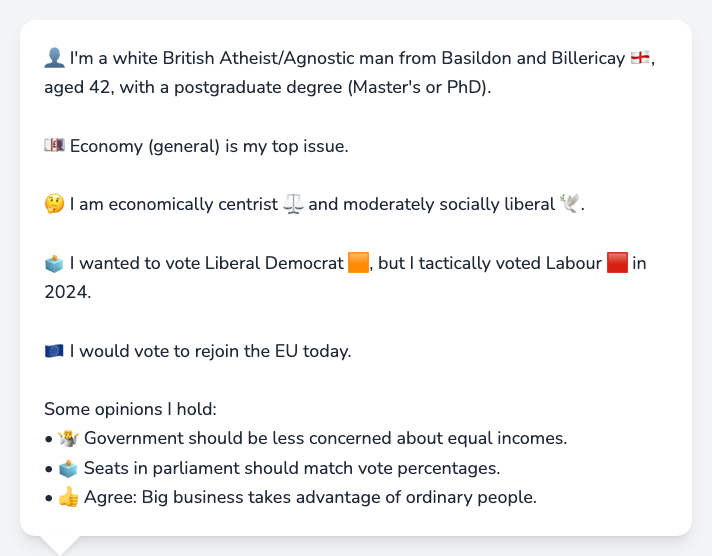 👤 I'm a white British Atheist/Agnostic man from Basildon and Billericay 🏴󠁧󠁢󠁥󠁮󠁧󠁿,
aged 42, with a postgraduate degree (Master's or PhD).
💷 Economy (general) is my top issue.
🤔 I am economically centrist ⚖️ and moderately socially liberal 🕊️.
🗳️ I wanted to vote Liberal Democrat 🟧, but I tactically voted Labour 🟥 in
2024.
🇪🇺 I would vote to rejoin the EU today.
Some opinions I hold:
• 🤷 Government should be less concerned about equal incomes.
• 🗳️ Seats in parliament should match vote percentages.
• 👍 Agree: Big business takes advantage of ordinary people.